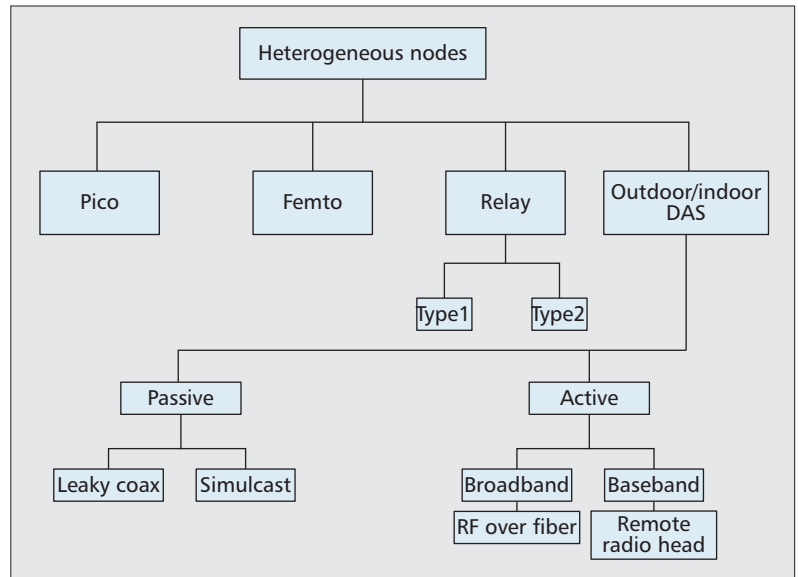 Heterogeneous nodes
Pico
Femto
Relay
Outdoor/indoor
DAS
Type1
Type2
Passive
Active
Leaky coax
Simulcast
Broadband
Baseband
RF over fiber
Remote
radio head